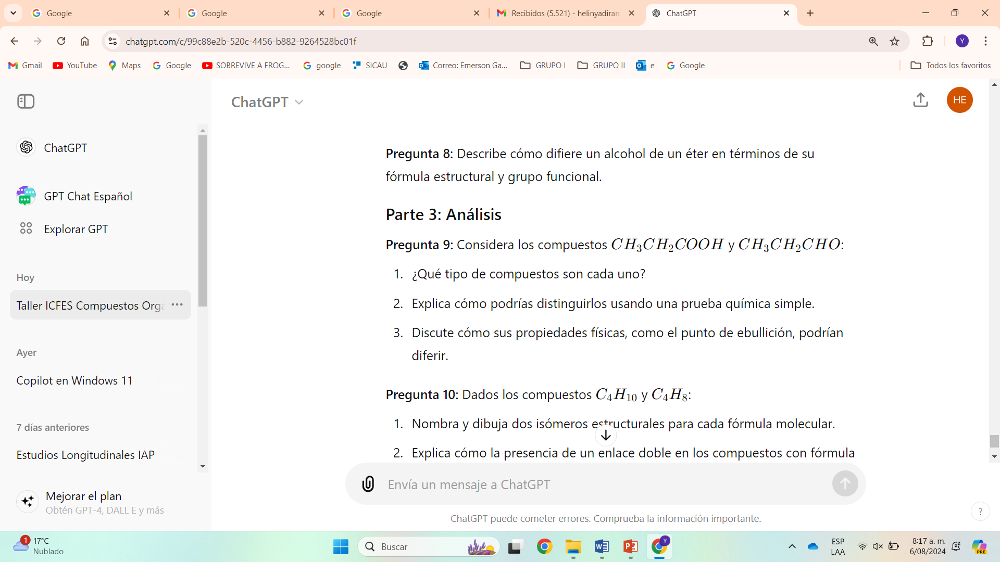 Google
Google
Google
Recibidos (5.521) - helinyadiram
ChatGPT
chatgpt.com/c/99c88e2b-520c-4456-b882-9264528bc01f
Y
Gmail
YouTube
Maps
Google
SOBREVIVE A FROG...
google
SICAU
Correo: Emerson Ga...
GRUPO I
GRUPO II
e
Google
Todos los favoritos
ChatGPT
HE
ChatGPT
GPT Chat Español
Explorar GPT
Hoy
Taller ICFES Compuestos Orgá
Ayer
Copilot en Windows 11
7 días anteriores
Estudios Longitudinales IAP
Mejorar el plan
Obtén GPT-4, DALL E y más
Pregunta 8: Describe cómo difiere un alcohol de un éter en términos de su
fórmula estructural y grupo funcional.
Parte 3: Análisis
Pregunta 9: Considera los compuestos CH₃CH₂COOH y CH₃CH₂CHO:
1. ¿Qué tipo de compuestos son cada uno?
2. Explica cómo podrías distinguirlos usando una prueba química simple.
3. Discute cómo sus propiedades físicas, como el punto de ebullición, podrían
diferir.
Pregunta 10: Dados los compuestos C₄H₁₀ y C₄H₈:
1. Nombra y dibuja dos isómeros estructurales para cada fórmula molecular.
2. Explica cómo la presencia de un enlace doble en los compuestos con fórmula
Envía un mensaje a ChatGPT
ChatGPT puede cometer errores. Comprueba la información importante.
?
1
17°C
Nublado
Buscar
Y
ESP
LAA
8:17 a. m.
6/08/2024
PRE